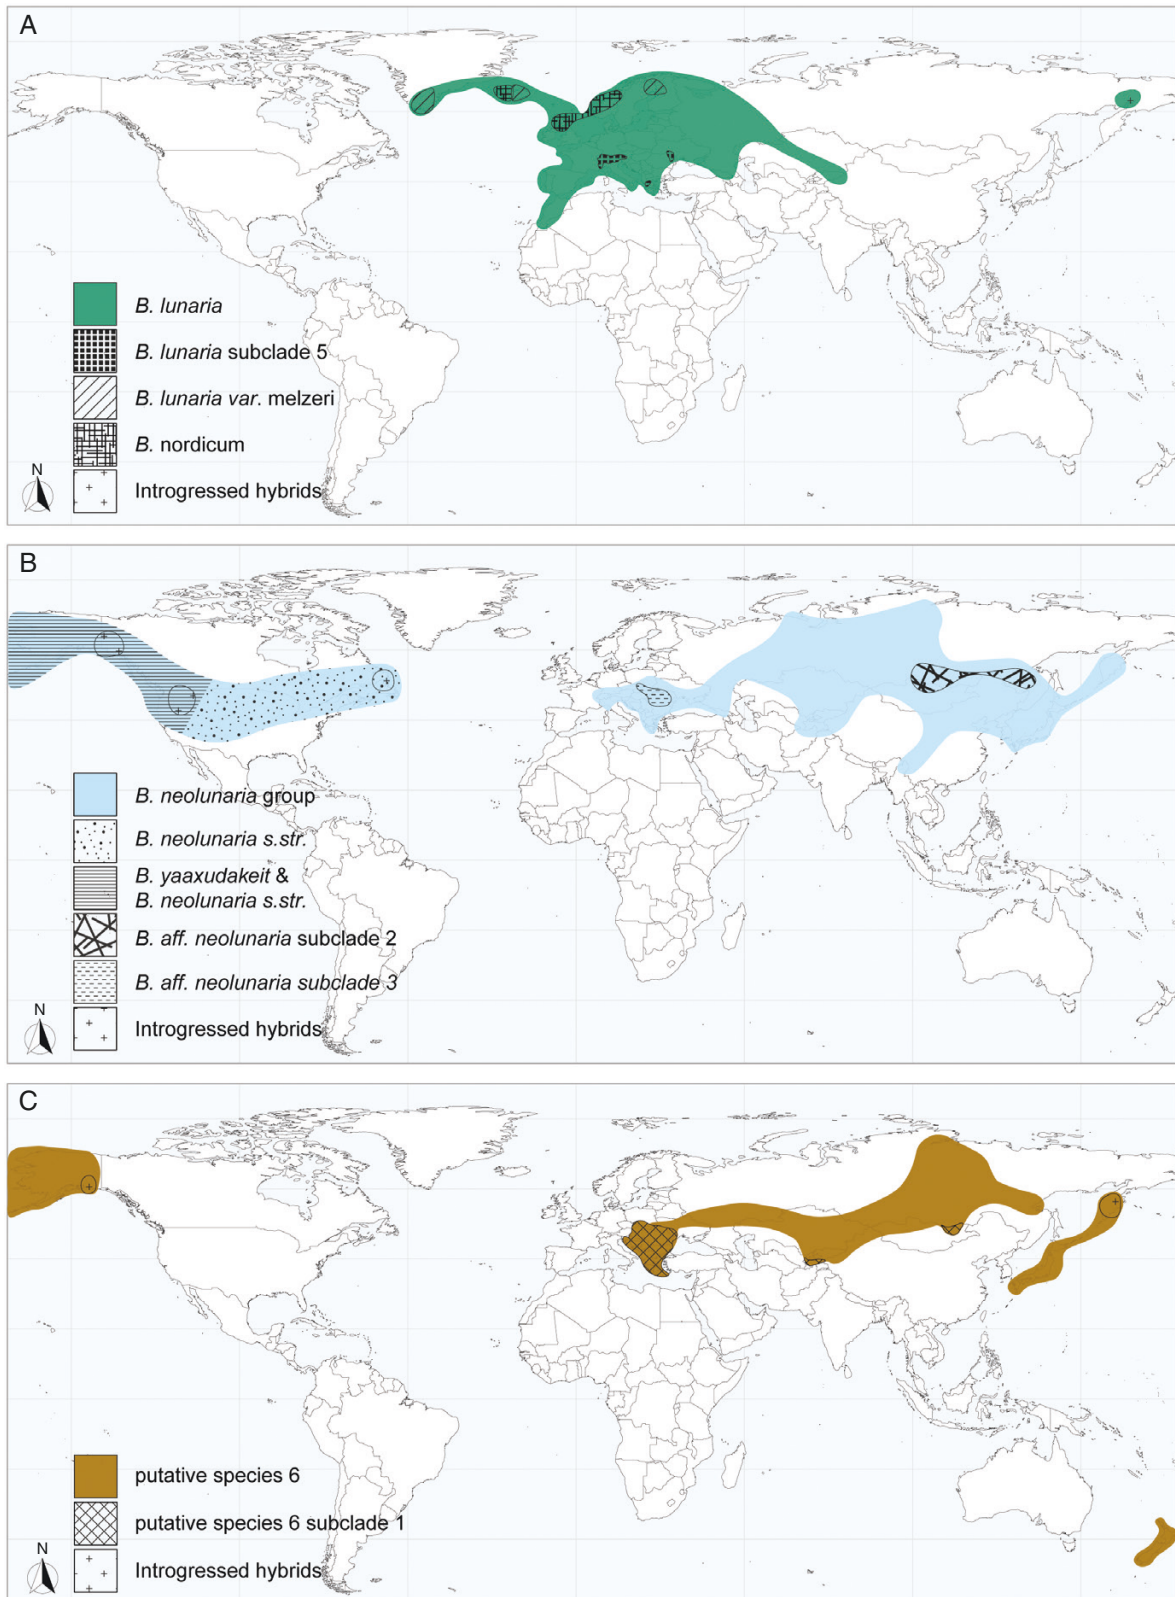 A
B. lunaria
B. lunaria subclade 5
B. lunaria var. melzeri
B. nordicum
Introgressed hybrids
N
B
B. neolunaria group
B. neolunaria s.str.
B. yaaxudakeit &
B. neolunaria s.str.
B. aff. neolunaria subclade 2
B. aff. neolunaria subclade 3
Introgressed hybrids
N
C
putative species 6
putative species 6 subclade 1
Introgressed hybrids
N